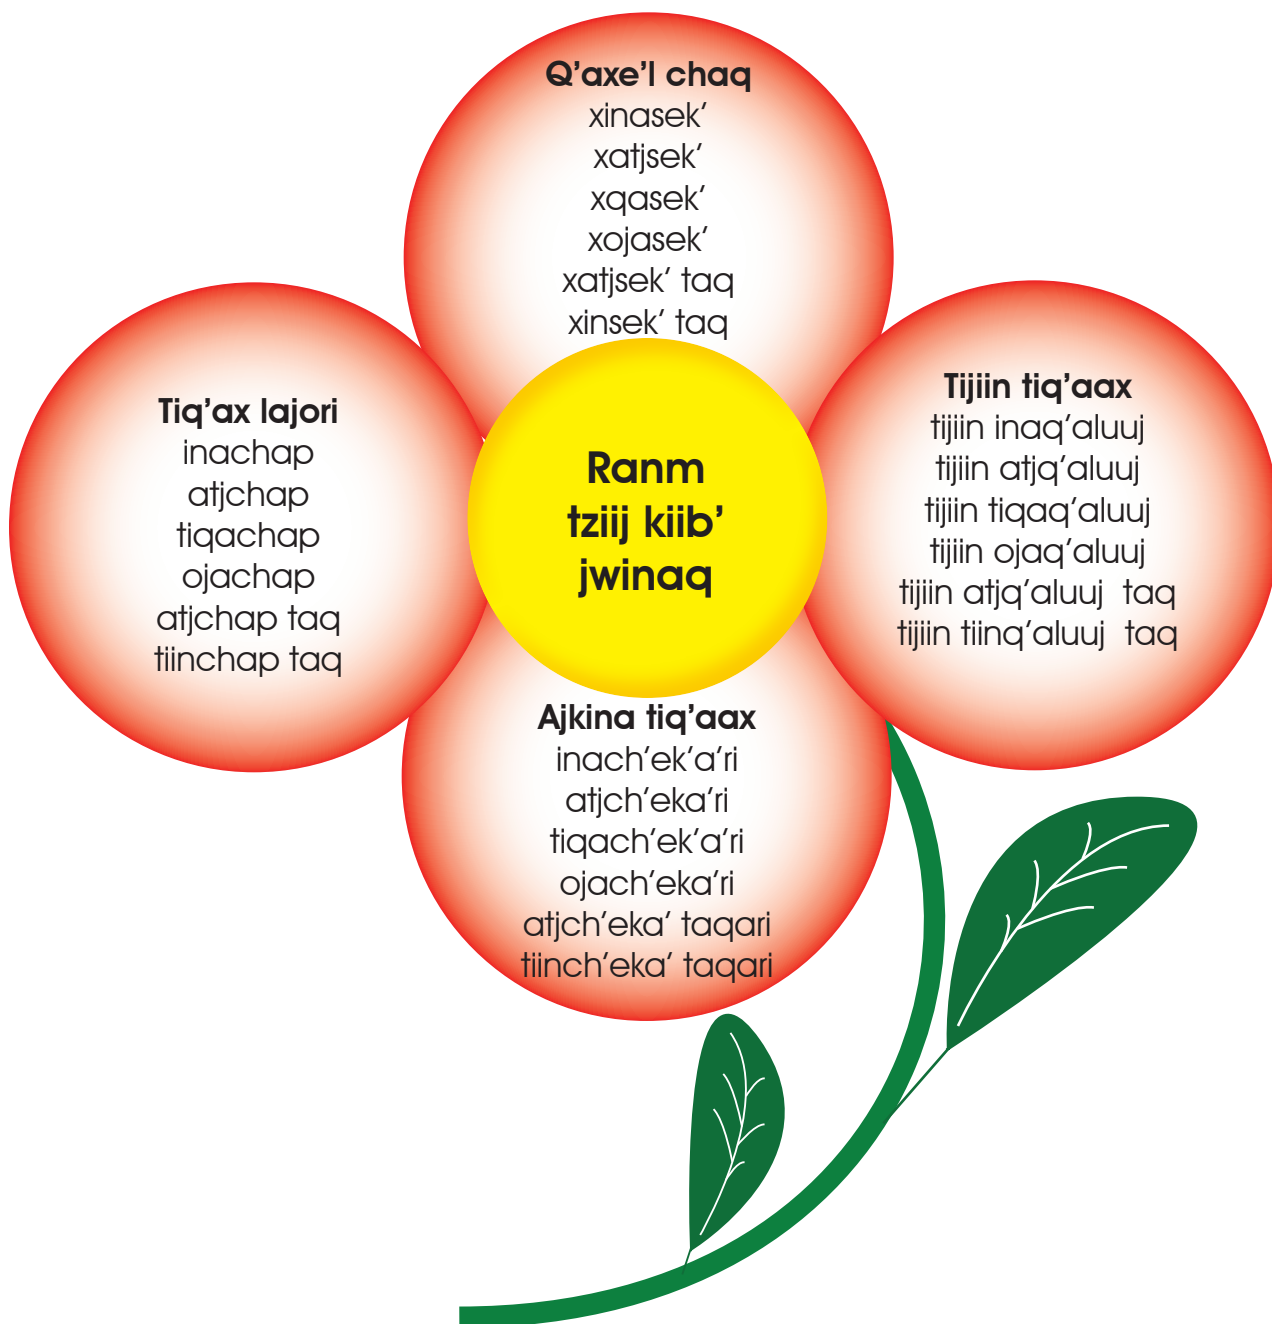 Q’axe’l chaq
xinasek’
xatjsek’
xqasek’
xojasek’
xatjsek’ taq
xinsek’ taq
Tiq’ax lajori
inachap
atjchap
tiqachap
ojachap
atjchap taq
tiinchap taq
Ranm
tziij kiib’
jwinaq
Tijiin tiq’aax
tijiin inaq’aluuj
tijiin atjq’aluuj
tijiin tiqaq’aluuj
tijiin ojaq’aluuj
tijiin atjq’aluuj taq
tijiin tiinq’aluuj taq
Ajkina tiq’aax
inach’ek’a’ri
atjch’eka’ri
tiqach’ek’a’ri
ojach’eka’ri
atjch’eka’ taqari
tiinch’eka’ taqari